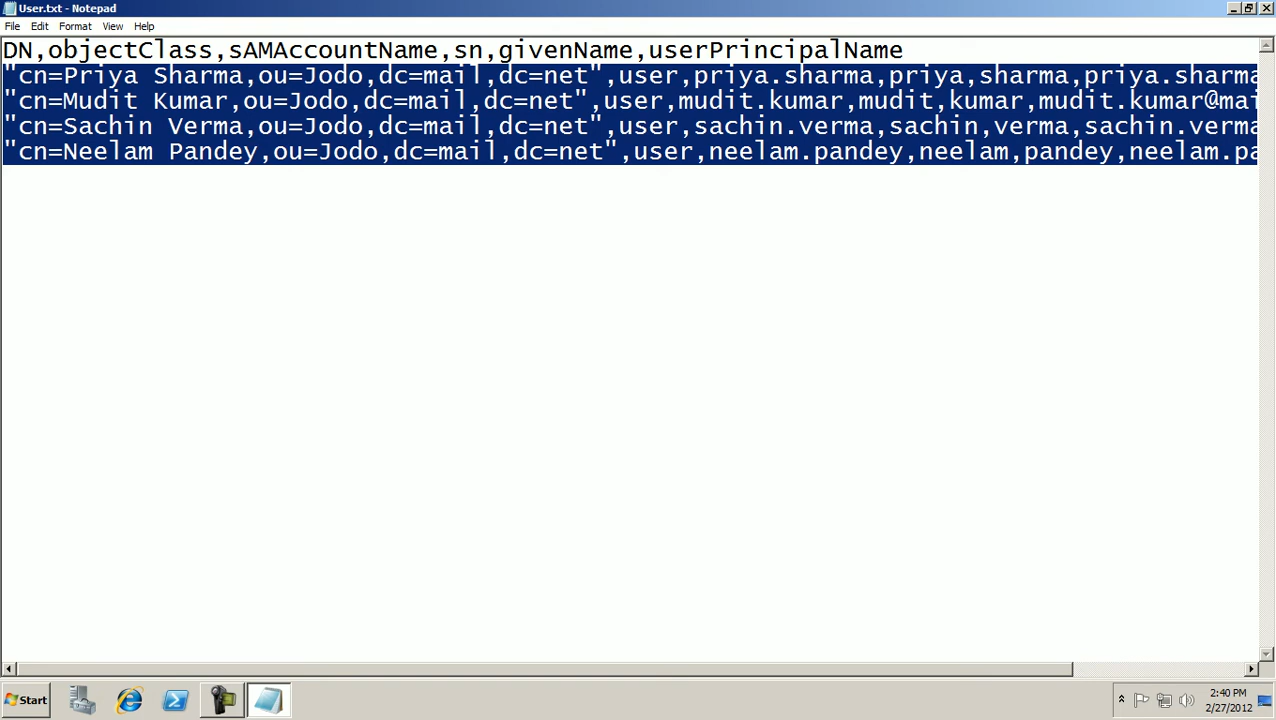 User.txt - Notepad
File Edit Format View Help
DN,objectClass,sAMAccountName,sn,givenName,userPrincipalName
"cn=Priya Sharma,ou=Jodo,dc=mail,dc=net",user,priya.sharma,priya,sharma,priya.sharma
"cn=Mudit Kumar,ou=Jodo,dc=mail,dc=net",user,mudit.kumar,mudit,kumar,mudit.kumar@mai
"cn=Sachin Verma,ou=Jodo,dc=mail,dc=net",user,sachin.verma,sachin,verma,sachin.verma
"cn=Neelam Pandey,ou=Jodo,dc=mail,dc=net",user,neelam.pandey,neelam,pandey,neelam.pa
Start
2:40 PM
2/27/2012